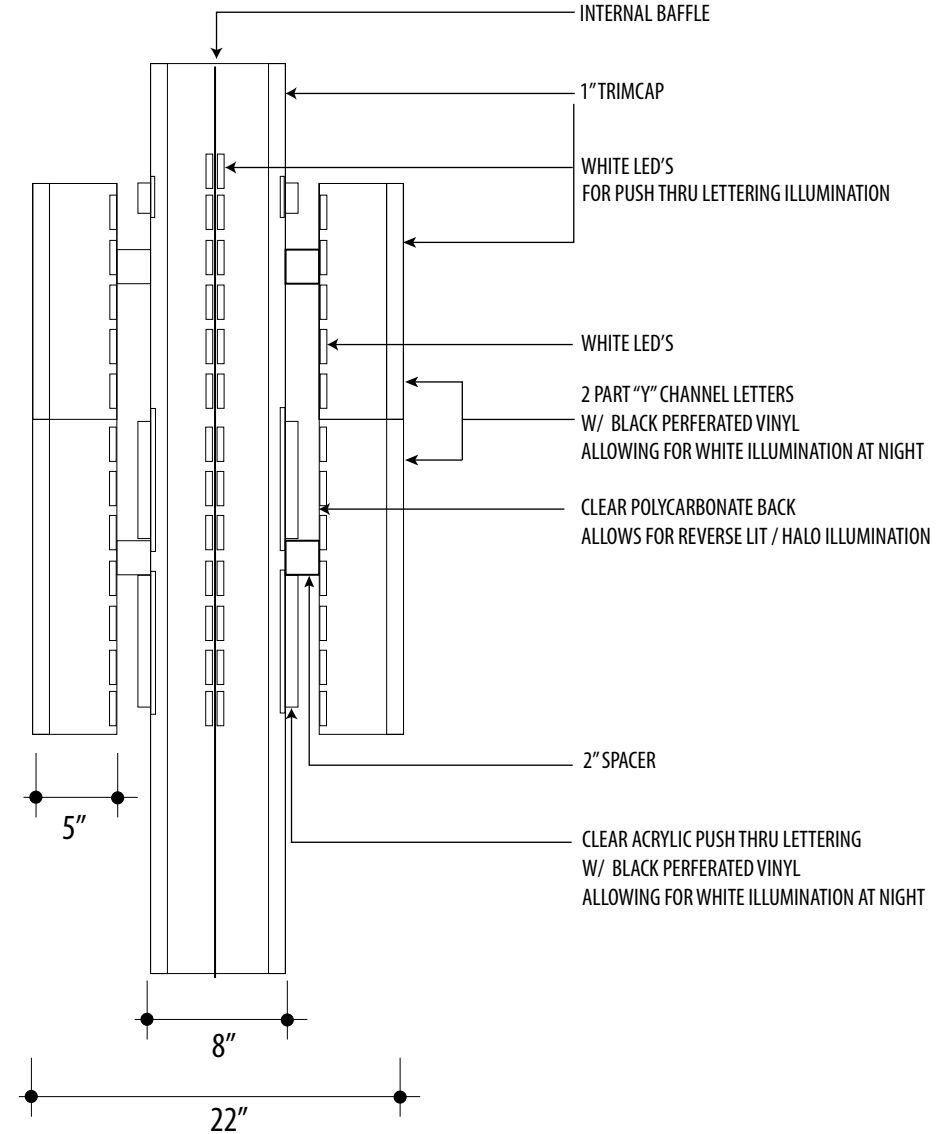 INTERNAL BAFFLE
1” TRIMCAP
WHITE LED'S
FOR PUSH THRU LETTERING ILLUMINATION
WHITE LED'S
2 PART “Y” CHANNEL LETTERS
W/ BLACK PERFERATED VINYL
ALLOWING FOR WHITE ILLUMINATION AT NIGHT
CLEAR POLYCARBONATE BACK
ALLOWS FOR REVERSE LIT / HALO ILLUMINATION
2” SPACER
CLEAR ACRYLIC PUSH THRU LETTERING
W/ BLACK PERFERATED VINYL
ALLOWING FOR WHITE ILLUMINATION AT NIGHT
5”
8”
22”